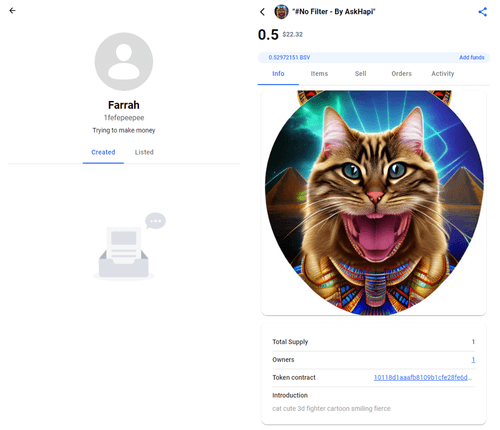 Farrah
1fefepeepee
Trying to make money
Created Listed
"#No Filter - By AskHapi"
0.5 $22.32
0.52972151 BSV Add funds
Info Items Sell Orders Activity
Total Supply 1
Owners 1
Token contract 10118d1aaafb8109b1cfe28fe6d...
Introduction
cat cute 3d fighter cartoon smiling fierce